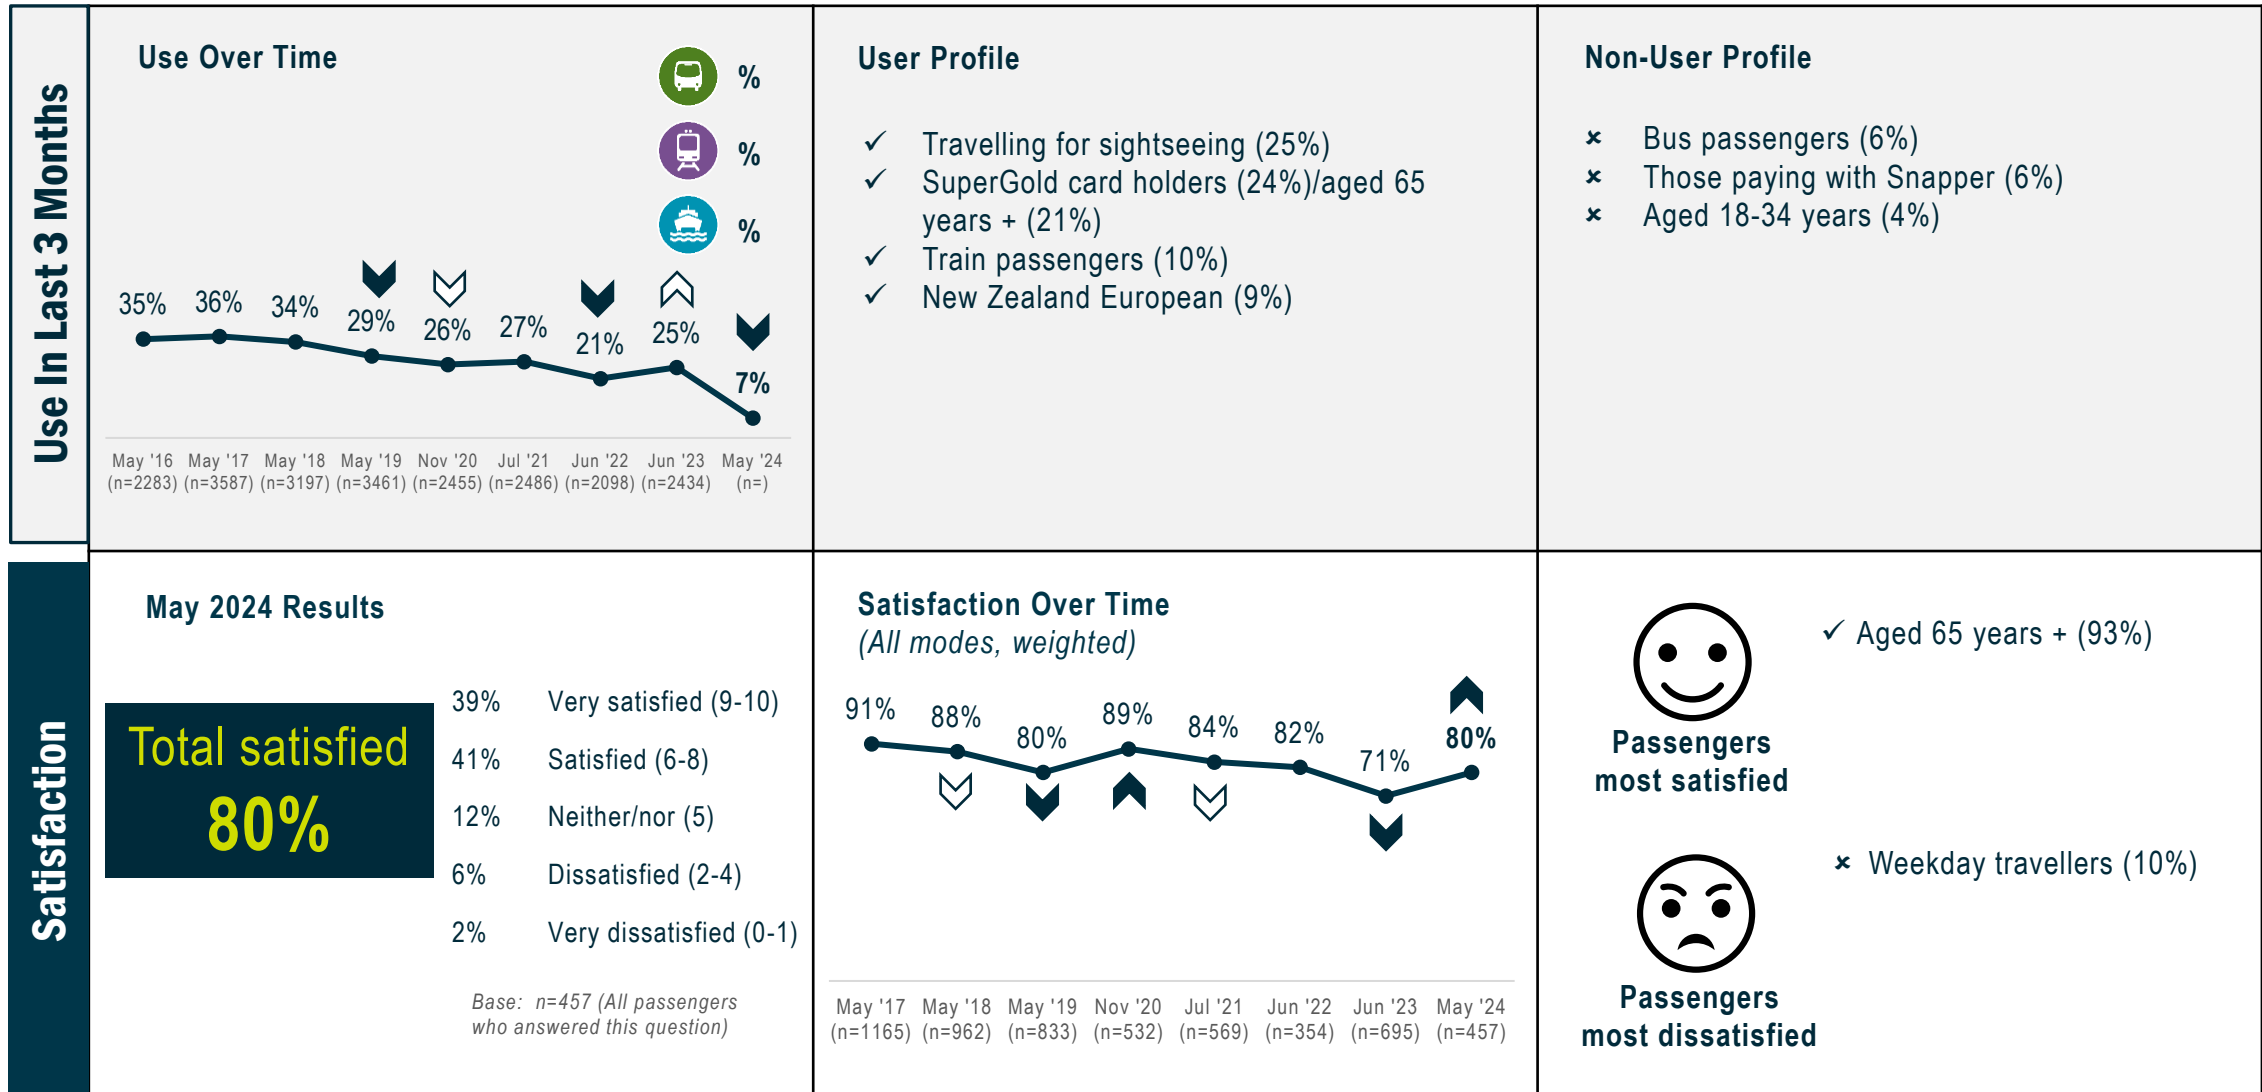 Use In Last 3 Months
Use Over Time
%
%
%
35%
36%
34%
29%
26%
27%
21%
25%
7%
May '16 May '17 May '18 May '19 Nov '20 Jul '21 Jun '22 Jun '23 May '24
(n=2283) (n=3587) (n=3197) (n=3461) (n=2455) (n=2486) (n=2098) (n=2434) (n=)
User Profile
✓ Travelling for sightseeing (25%)
✓ SuperGold card holders (24%)/aged 65
years + (21%)
✓ Train passengers (10%)
✓ New Zealand European (9%)
Non-User Profile
× Bus passengers (6%)
× Those paying with Snapper (6%)
× Aged 18-34 years (4%)
Satisfaction
May 2024 Results
Total satisfied
80%
39% Very satisfied (9-10)
41% Satisfied (6-8)
12% Neither/nor (5)
6% Dissatisfied (2-4)
2% Very dissatisfied (0-1)
Base: n=457 (All passengers
who answered this question)
Satisfaction Over Time
(All modes, weighted)
91%
88%
80%
89%
84%
82%
71%
80%
May '17 May '18 May '19 Nov '20 Jul '21 Jun '22 Jun '23 May '24
(n=1165) (n=962) (n=833) (n=532) (n=569) (n=354) (n=695) (n=457)
✓ Aged 65 years + (93%)
Passengers
most satisfied
× Weekday travellers (10%)
Passengers
most dissatisfied